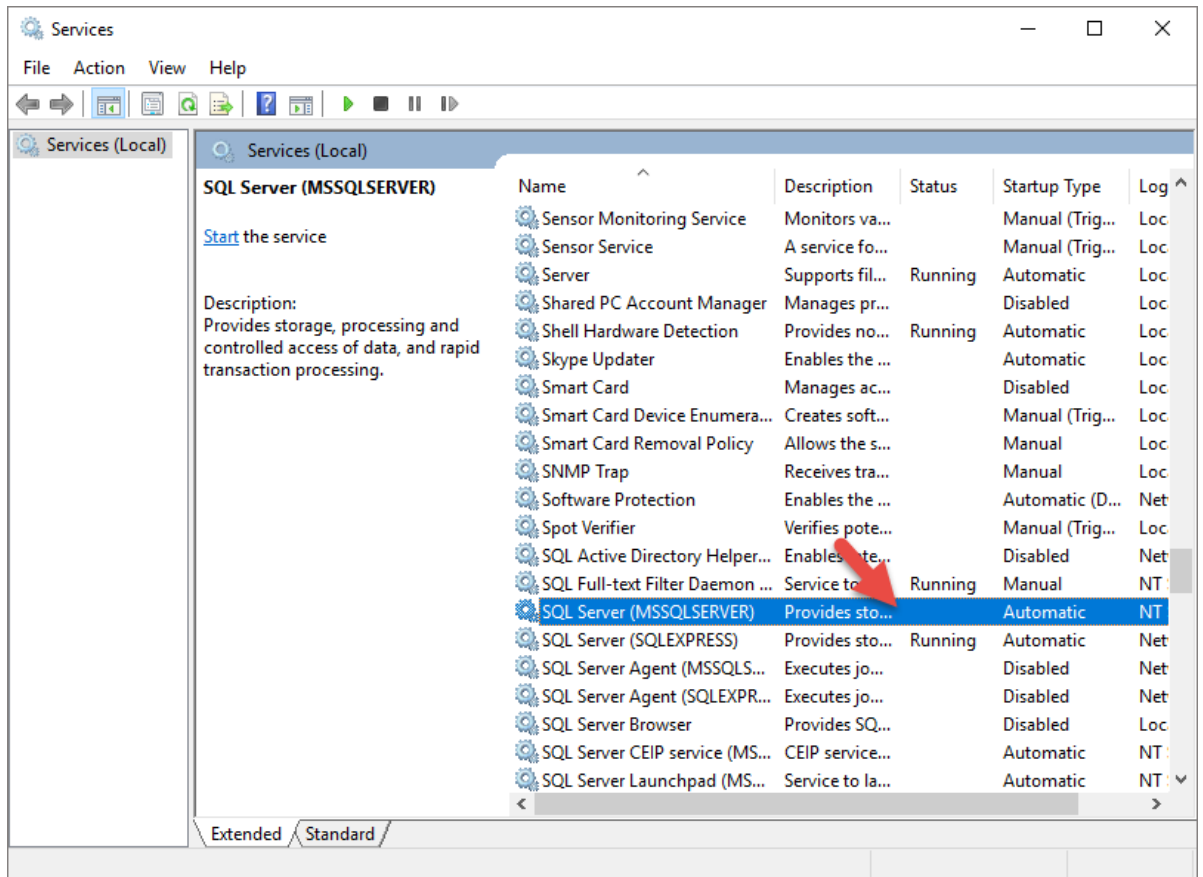 Services
File Action View Help
Services (Local)
Services (Local)
SQL Server (MSSQLSERVER)
Start the service
Description:
Provides storage, processing and
controlled access of data, and rapid
transaction processing.
Name Description Status Startup Type Log
Sensor Monitoring Service Monitors va... Manual (Trig... Loc
Sensor Service A service fo... Manual (Trig... Loc
Server Supports fil... Running Automatic Loc
Shared PC Account Manager Manages pr... Disabled Loc
Shell Hardware Detection Provides no... Running Automatic Loc
Skype Updater Enables the ... Automatic Loc
Smart Card Manages ac... Disabled Loc
Smart Card Device Enumera... Creates soft... Manual (Trig... Loc
Smart Card Removal Policy Allows the s... Manual Loc
SNMP Trap Receives tra... Manual Loc
Software Protection Enables the ... Automatic (D... Net
Spot Verifier Verifies pote... Manual (Trig... Loc
SQL Active Directory Helper... Enables Disabled Net
SQL Full-text Filter Daemon ... Service to Running Manual NT
SQL Server (MSSQLSERVER) Provides sto... Automatic NT
SQL Server (SQLEXPRESS) Provides sto... Running Automatic Net
SQL Server Agent (MSSQLS... Executes jo... Disabled Net
SQL Server Agent (SQLEXPR... Executes jo... Disabled Net
SQL Server Browser Provides SQ... Disabled Loc
SQL Server CEIP service (MS... CEIP service... Automatic NT
SQL Server Launchpad (MS... Service to la... Automatic NT
Extended Standard